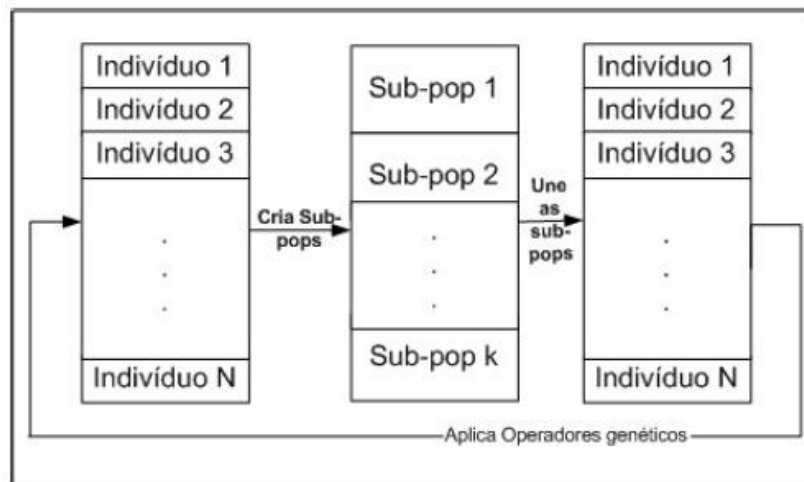 Indivíduo 1
Indivíduo 2
Indivíduo 3
.
.
.
Indivíduo N
Cria Sub-
pops
Sub-pop 1
Sub-pop 2
.
.
.
Sub-pop k
Une
as
sub-
pops
Indivíduo 1
Indivíduo 2
Indivíduo 3
.
.
.
Indivíduo N
Aplica Operadores genéticos